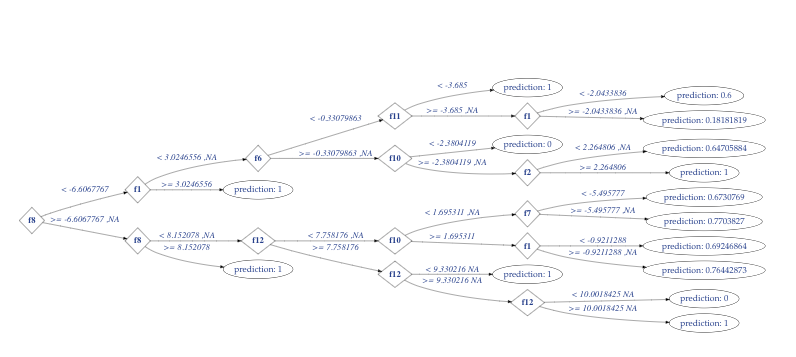 < -3.685
prediction: 1
< -2.0433836
prediction: 0.6
< -0.33079863
f11
>= -3.685 ,NA
f1
>= -2.0433836 ,NA
prediction: 0.18181819
< 3.0246556 ,NA
f6
>= -0.33079863 ,NA
f10
< -2.3804119
prediction: 0
< 2.264806 ,NA
prediction: 0.64705884
>= -2.3804119 ,NA
f2
>= 2.264806
prediction: 1
< -6.6067767
f1
>= 3.0246556
prediction: 1
< -5.495777
prediction: 0.6730769
f8
>= -6.6067767 ,NA
< 1.695311 ,NA
f7
>= -5.495777 ,NA
prediction: 0.7703827
f8
< 8.152078 ,NA
f12
< 7.758176 ,NA
f10
>= 1.695311
f1
< -0.9211288
prediction: 0.69246864
>= 8.152078
>= 7.758176
>= -0.9211288 ,NA
prediction: 1
f12
< 9.330216 ,NA
prediction: 1
prediction: 0.76442873
>= 9.330216 ,NA
f12
< 10.0018425 NA
prediction: 0
>= 10.0018425 ,NA
prediction: 1